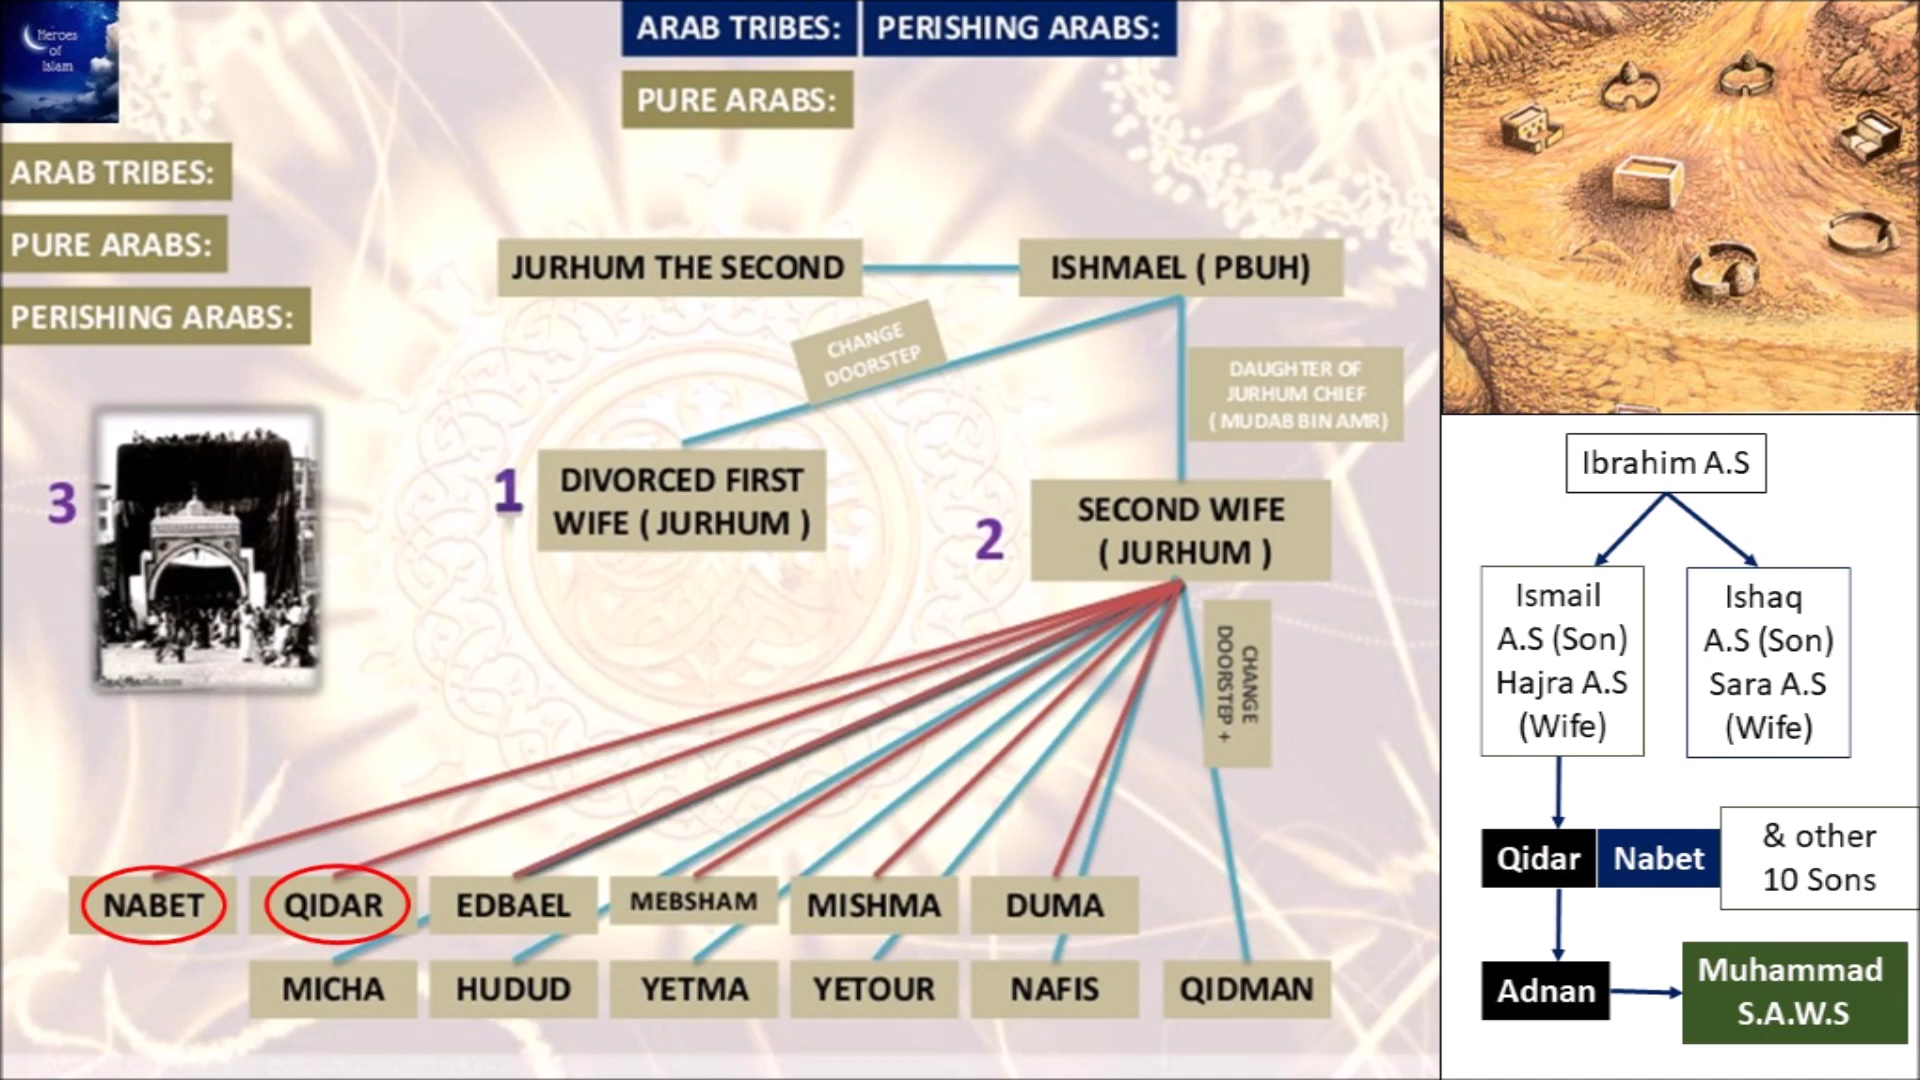 Heroes
of
Islam
ARAB TRIBES:
PERISHING ARABS:
PURE ARABS:
ARAB TRIBES:
PURE ARABS:
PERISHING ARABS:
JURHUM THE SECOND
ISHMAEL ( PBUH)
CHANGE
DOORSTEP
DAUGHTER OF
JURHUM CHIEF
( MUDAB BIN AMR)
3
1
DIVORCED FIRST
WIFE ( JURHUM )
2
SECOND WIFE
( JURHUM )
CHANGE
DOORSTEP +
NABET
QIDAR
EDBAEL
MEBSHAM
MISHMA
DUMA
MICHA
HUDUD
YETMA
YETOUR
NAFIS
QIDMAN
Ibrahim A.S
Ismail
A.S (Son)
Hajra A.S
(Wife)
Ishaq
A.S (Son)
Sara A.S
(Wife)
Qidar
Nabet
& other
10 Sons
Adnan
Muhammad
S.A.W.S